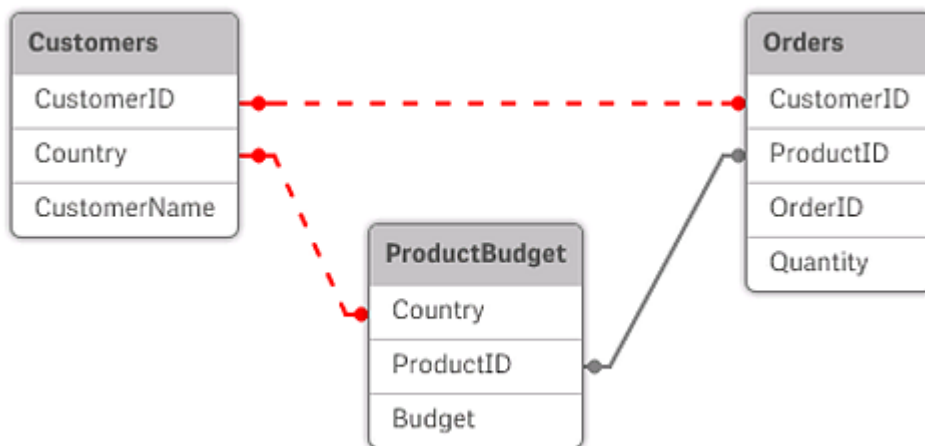 Customers
CustomerID
Country
CustomerName
ProductBudget
Country
ProductID
Budget
Orders
CustomerID
ProductID
OrderID
Quantity